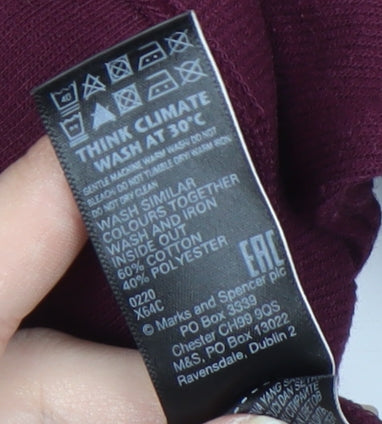 40
THINK CLIMATE
WASH AT 30°C
GENTLE MACHINE WARM WASH DO NOT
BLEACH DO NOT TUMBLE DRY WARM IRON
DO NOT DRY CLEAN
WASH SIMILAR
COLOURS TOGETHER
WASH AND IRON
INSIDE OUT
60% COTTON
40% POLYESTER
0220
X64C
EAC
© Marks and Spencer plc
PO Box 3339
Chester CH99 9QS
M&S, PO Box 13022
Ravensdale, Dublin 2